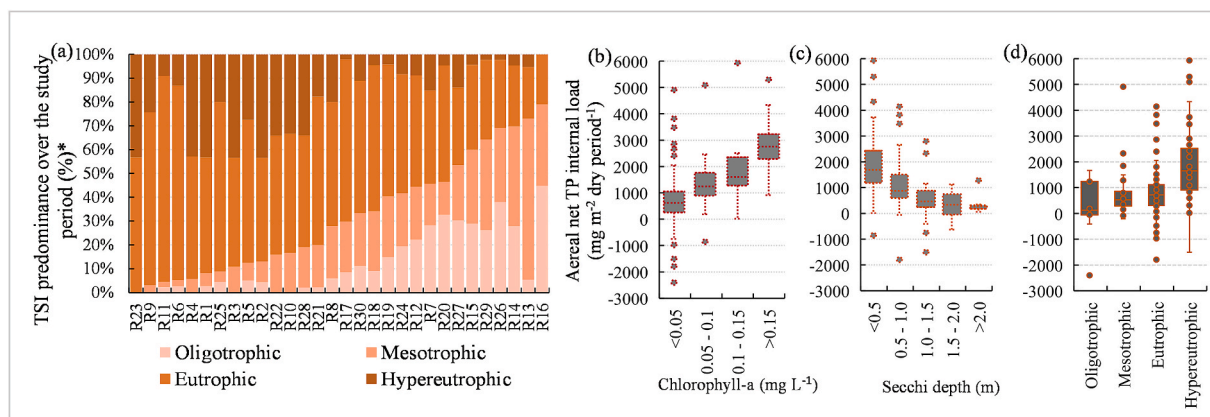 (a)
TSI predominance over the study
period (%)*
100%
90%
80%
70%
60%
50%
40%
30%
20%
10%
0%
R23
R9
R11
R6
R4
R1
R25
R3
R5
R2
R22
R10
R28
R21
R8
R17
R30
R18
R19
R24
R12
R7
R20
R27
R15
R29
R26
R14
R13
R16
Oligotrophic
Mesotrophic
Eutrophic
Hypereutrophic
(b)
Aereal net TP internal load
(mg m-2 dry period-1)
6000
5000
4000
3000
2000
1000
0
-1000
-2000
-3000
<0.05
0.05 - 0.1
0.1 - 0.15
>0.15
Chlorophyll-a (mg L-1)
(c)
6000
5000
4000
3000
2000
1000
0
-1000
-2000
-3000
<0.5
0.5 - 1.0
1.0 - 1.5
1.5 - 2.0
>2.0
Secchi depth (m)
(d)
6000
5000
4000
3000
2000
1000
0
-1000
-2000
-3000
Oligotrophic
Mesotrophic
Eutrophic
Hypereutrophic